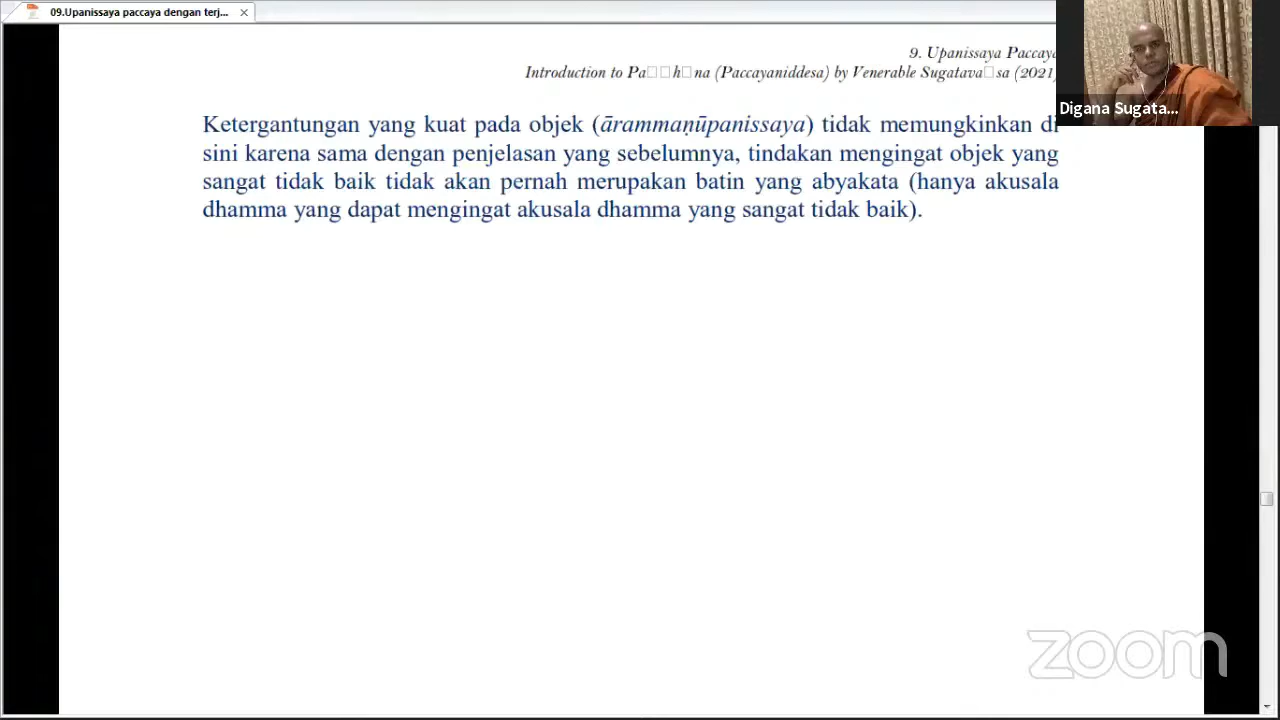 09.Upanissaya paccaya dengan terj...
9. Upanissaya Paccaya
Introduction to Pa□□h□na (Paccayaniddesa) by Venerable Sugatava□sa (2021)
Digana Sugata...
Ketergantungan yang kuat pada objek (ārammaṇūpanissaya) tidak memungkinkan di
sini karena sama dengan penjelasan yang sebelumnya, tindakan mengingat objek yang
sangat tidak baik tidak akan pernah merupakan batin yang abyakata (hanya akusala
dhamma yang dapat mengingat akusala dhamma yang sangat tidak baik).
zoom